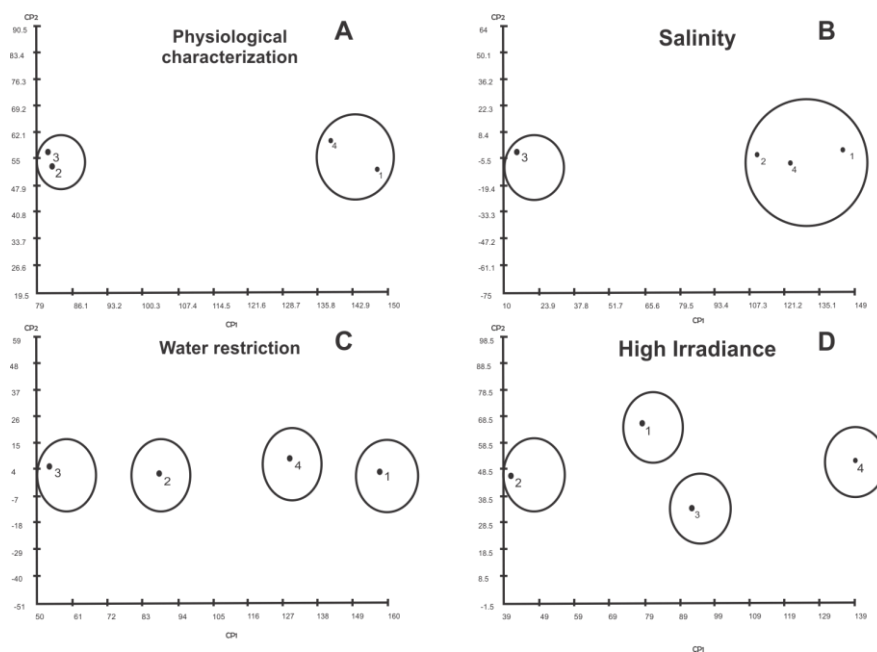 CP2
90.5
83.4
76.3
69.2
62.1
55
47.9
40.8
33.7
26.6
19.5
Physiological
characterization
A
3
2
4
1
79 86.1 93.2 100.3 107.4 114.5 121.6 128.7 135.8 142.9 150
CP1
CP2
64
50.1
36.2
22.3
8.4
-5.5
-19.4
-33.3
-47.2
-61.1
-75
Salinity
B
3
2
4
1
10 23.9 37.8 51.7 65.6 79.5 93.4 107.3 121.2 135.1 149
CP1
CP2
59
48
37
26
15
4
-7
-18
-29
-40
-51
Water restriction
C
3
2
4
1
50 61 72 83 94 105 116 127 138 149 160
CP1
CP2
98.5
88.5
78.5
68.5
58.5
48.5
38.5
28.5
18.5
8.5
-1.5
High Irradiance
D
1
2
3
4
39 49 59 69 79 89 99 109 119 129 139
CP1